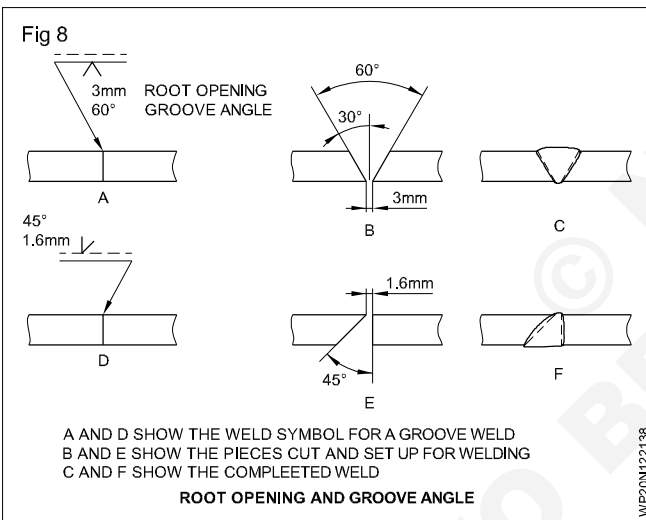 Fig 8
3mm ROOT OPENING
60° GROOVE ANGLE
A
60°
30°
3mm
B
C
45°
1.6mm
D
1.6mm
45°
E
F
A AND D SHOW THE WELD SYMBOL FOR A GROOVE WELD
B AND E SHOW THE PIECES CUT AND SET UP FOR WELDING
C AND F SHOW THE COMPLEETED WELD
ROOT OPENING AND GROOVE ANGLE
WP20N122138